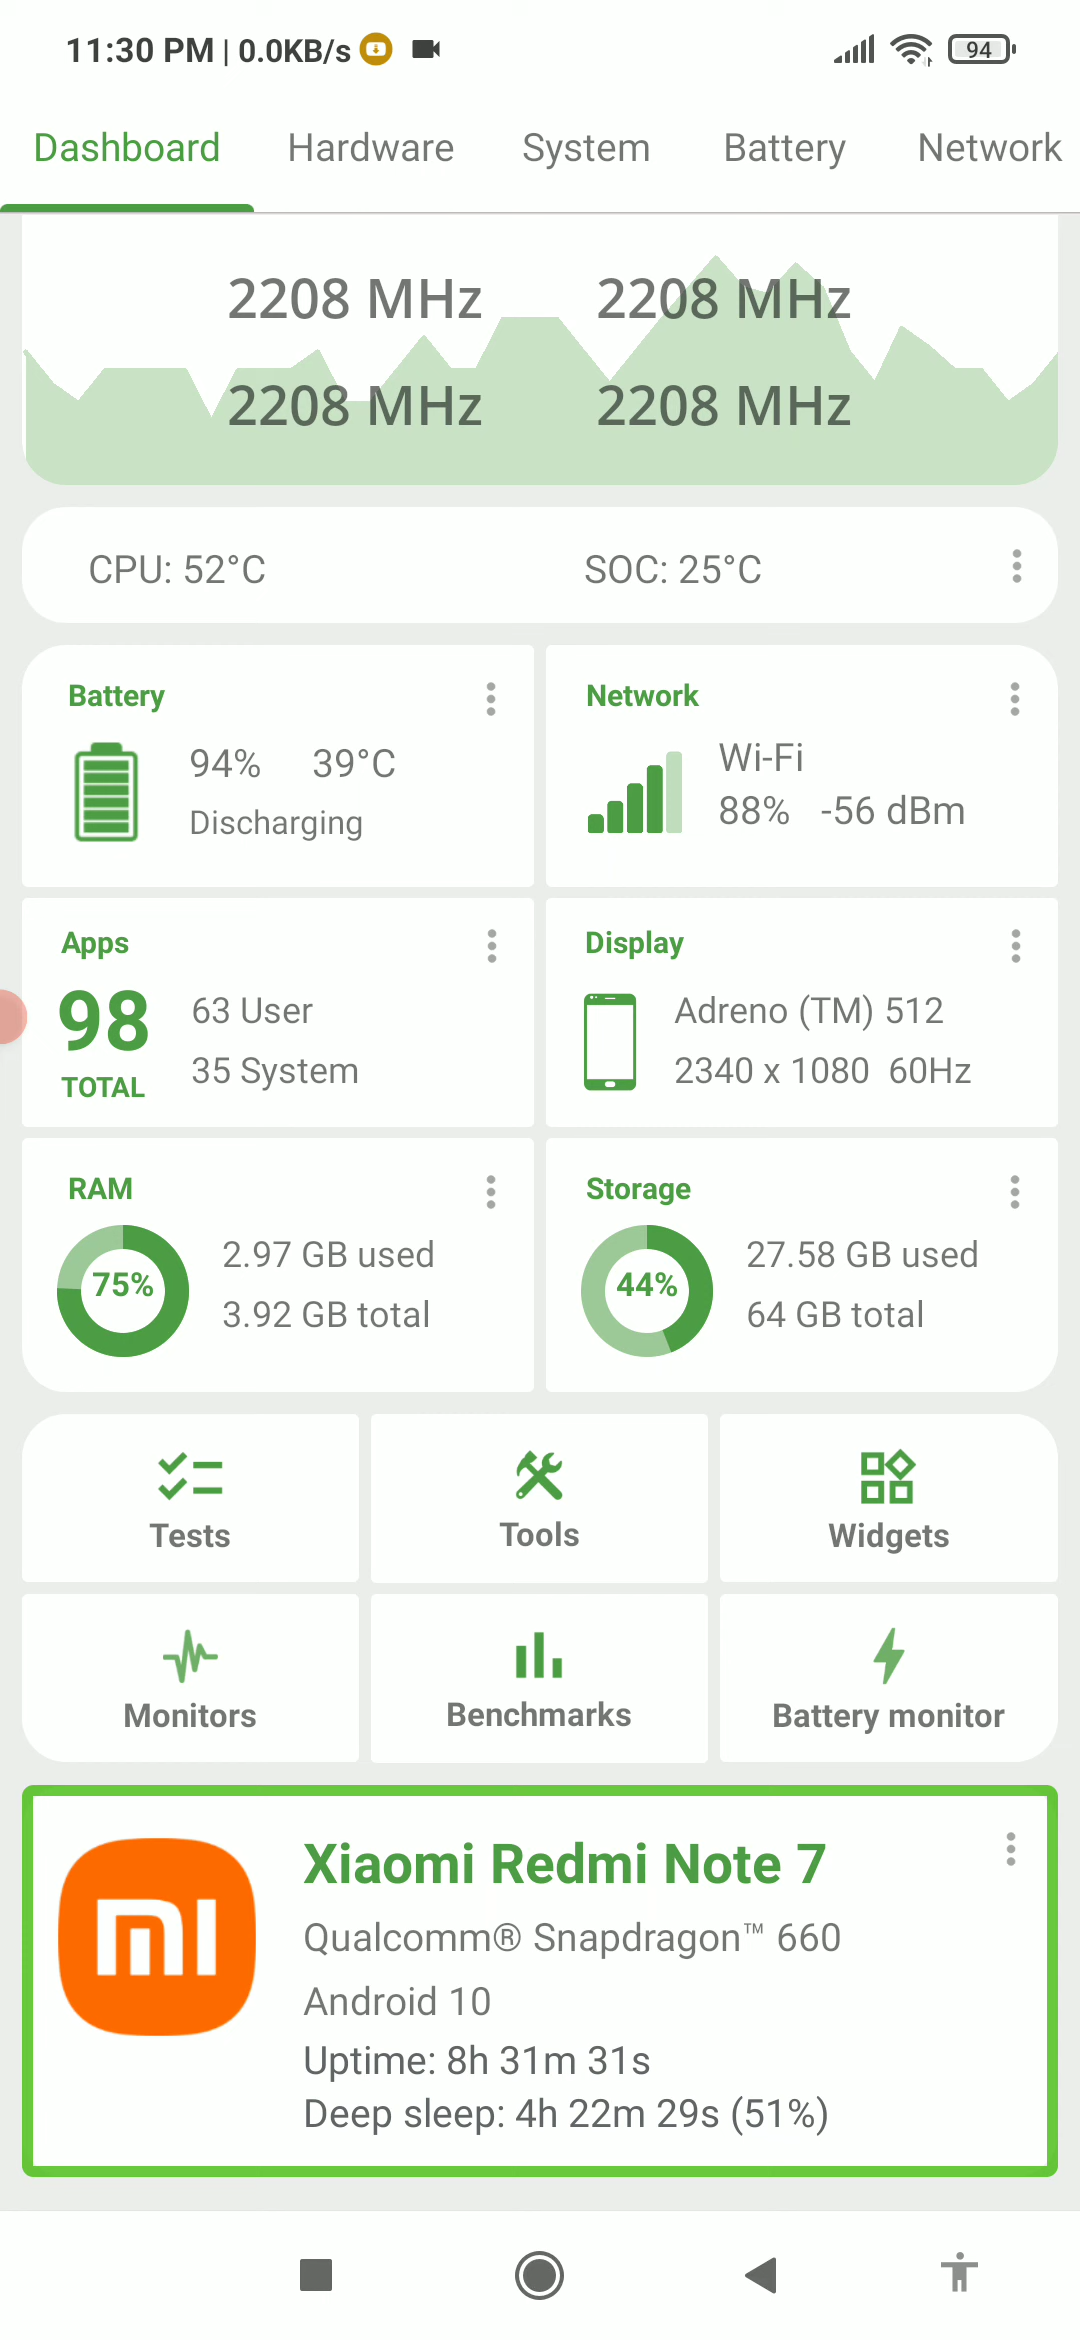 11:30 PM | 0.0KB/s
94
Dashboard Hardware System Battery Network
2208 MHz 2208 MHz
2208 MHz 2208 MHz
CPU: 52°C SOC: 25°C
Battery
94% 39°C
Discharging
Network
Wi-Fi
88% -56 dBm
Apps
98
TOTAL
63 User
35 System
Display
Adreno (TM) 512
2340 x 1080 60Hz
RAM
75%
2.97 GB used
3.92 GB total
Storage
44%
27.58 GB used
64 GB total
Tests
Tools
Widgets
Monitors
Benchmarks
Battery monitor
mi
Xiaomi Redmi Note 7
Qualcomm® Snapdragon™ 660
Android 10
Uptime: 8h 31m 31s
Deep sleep: 4h 22m 29s (51%)